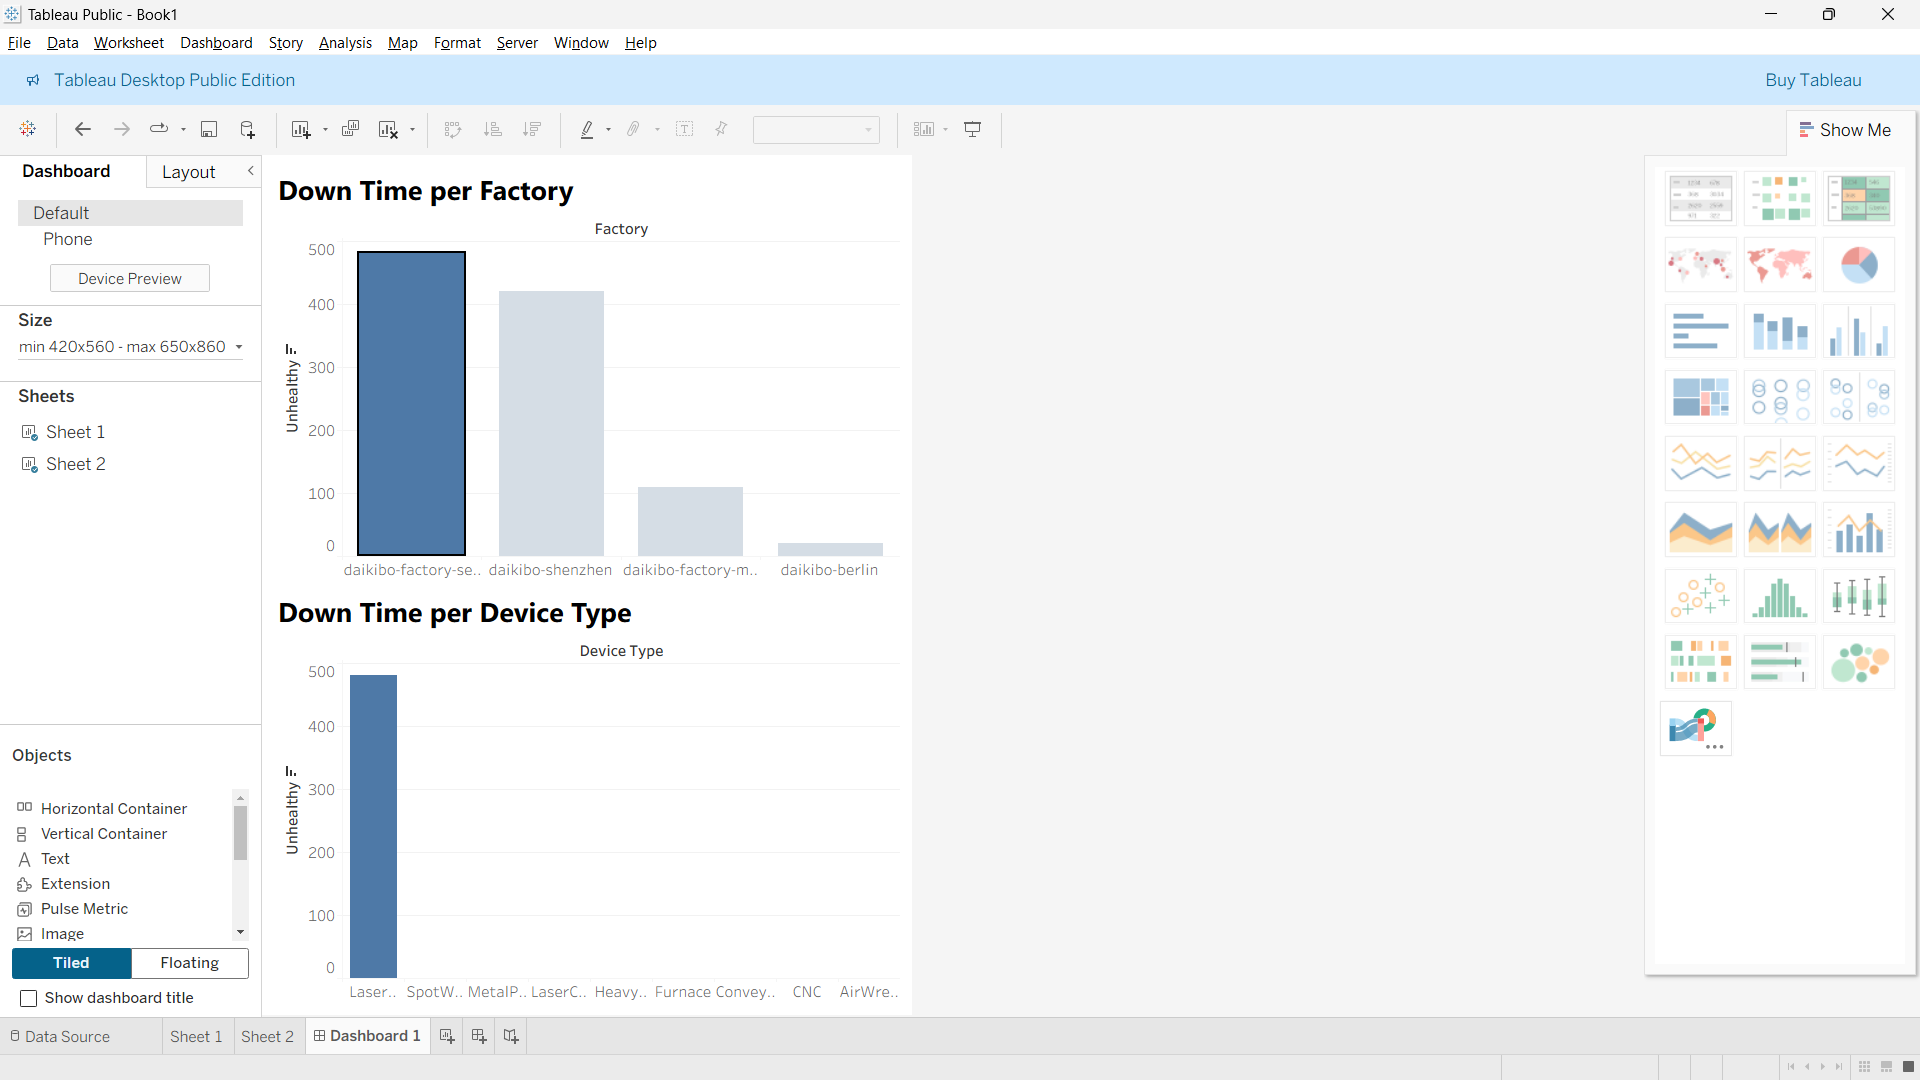 Tableau Public - Book1
File Data Worksheet Dashboard Story Analysis Map Format Server Window Help
Tableau Desktop Public Edition
Buy Tableau
Show Me
Dashboard
Layout
Default
Phone
Device Preview
Size
min 420x560 - max 650x860
Sheets
Sheet 1
Sheet 2
Objects
Horizontal Container
Vertical Container
Text
Extension
Pulse Metric
Image
Tiled
Floating
Show dashboard title
Down Time per Factory
Factory
Unhealthy
500
400
300
200
100
0
daikibo-factory-se.. daikibo-shenzhen daikibo-factory-m.. daikibo-berlin
Down Time per Device Type
Device Type
Unhealthy
500
400
300
200
100
0
Laser.. SpotW.. MetalP.. LaserC.. Heavy.. Furnace Convey.. CNC AirWre..
Data Source
Sheet 1
Sheet 2
Dashboard 1